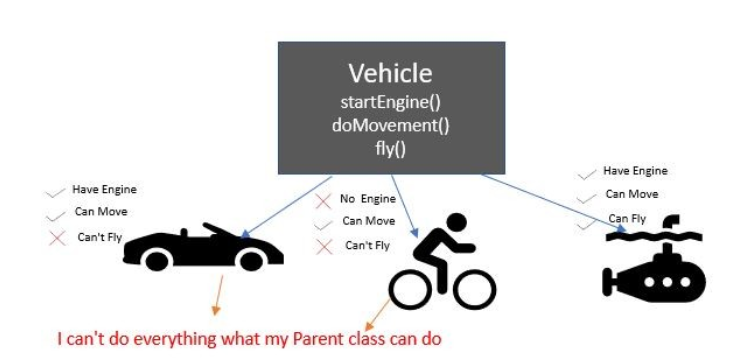 Vehicle
startEngine()
doMovement()
fly()
Have Engine
Can Move
Can't Fly
No Engine
Can Move
Can't Fly
Have Engine
Can Move
Can Fly
I can't do everything what my Parent class can do